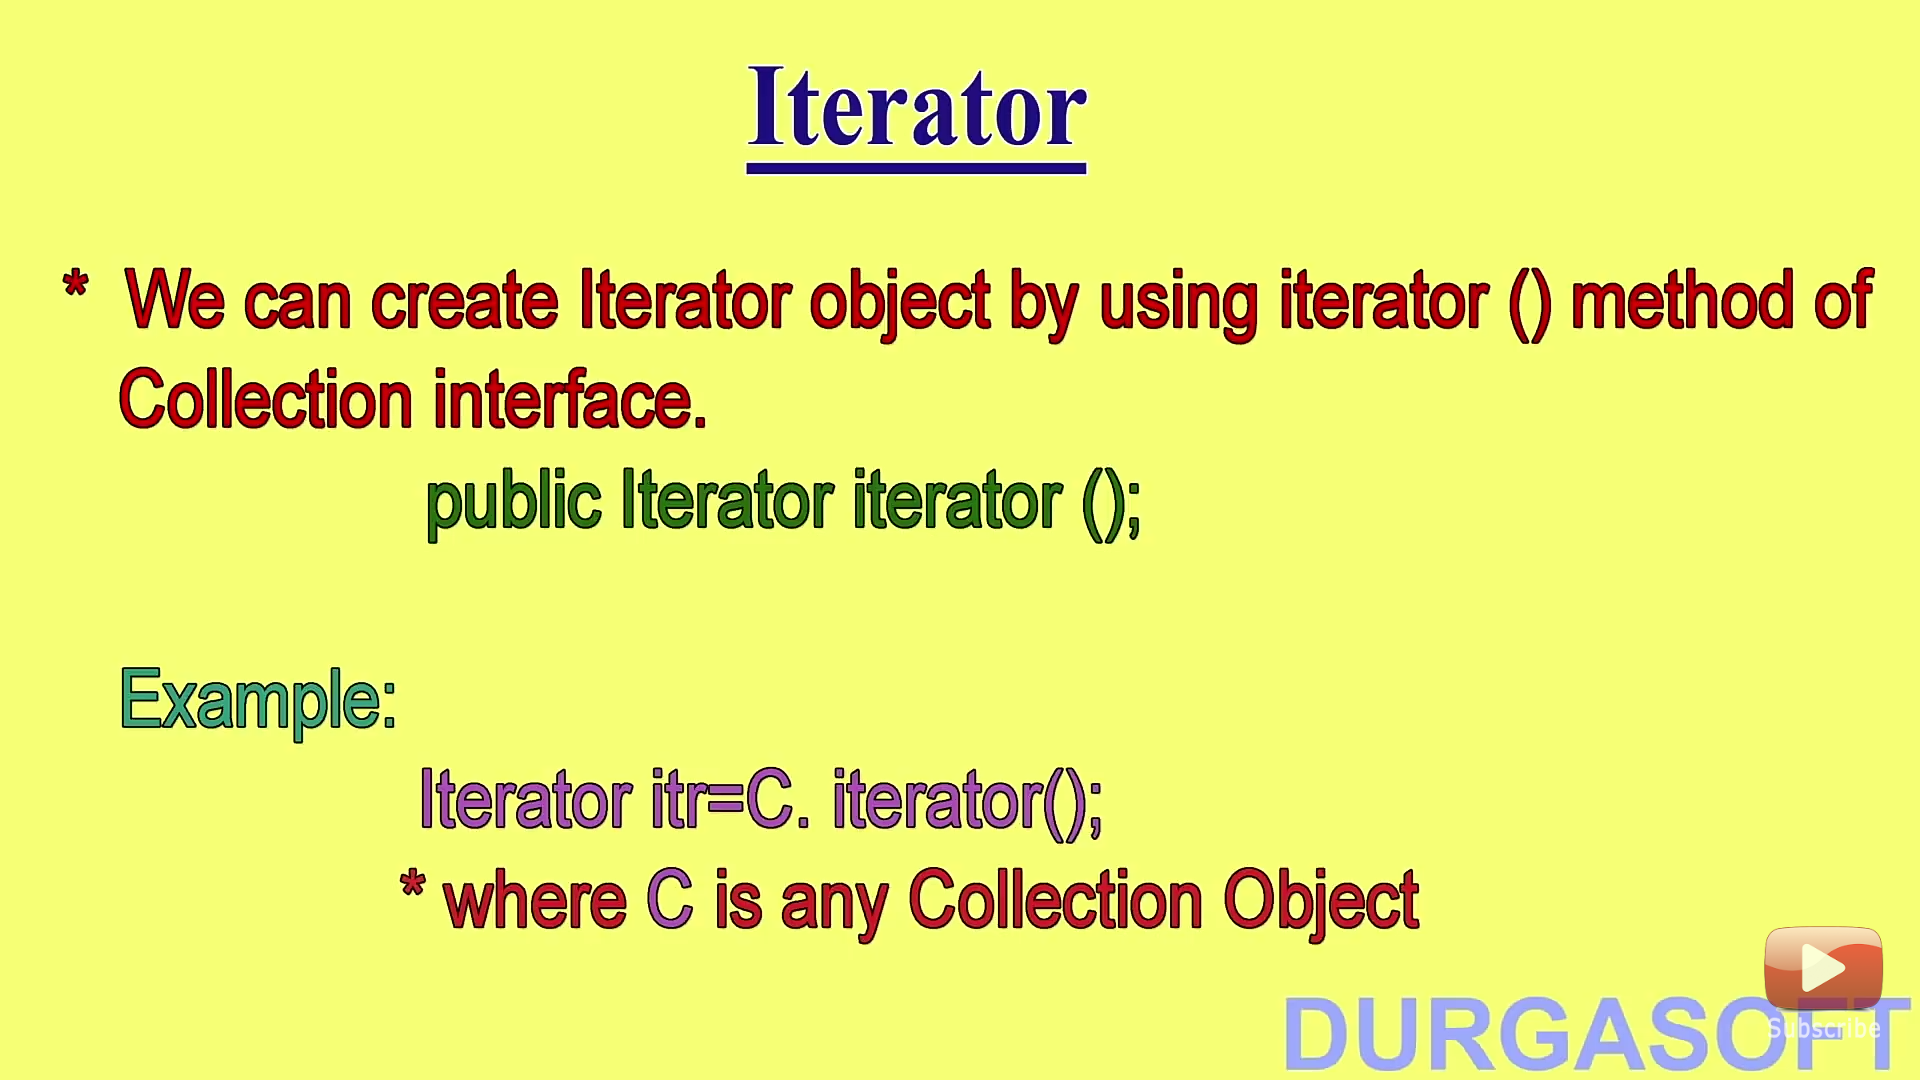 Iterator
* We can create Iterator object by using iterator () method of
Collection interface.
public Iterator iterator ();
Example:
Iterator itr=C. iterator();
* where C is any Collection Object
Subscribe
DURGASOFT